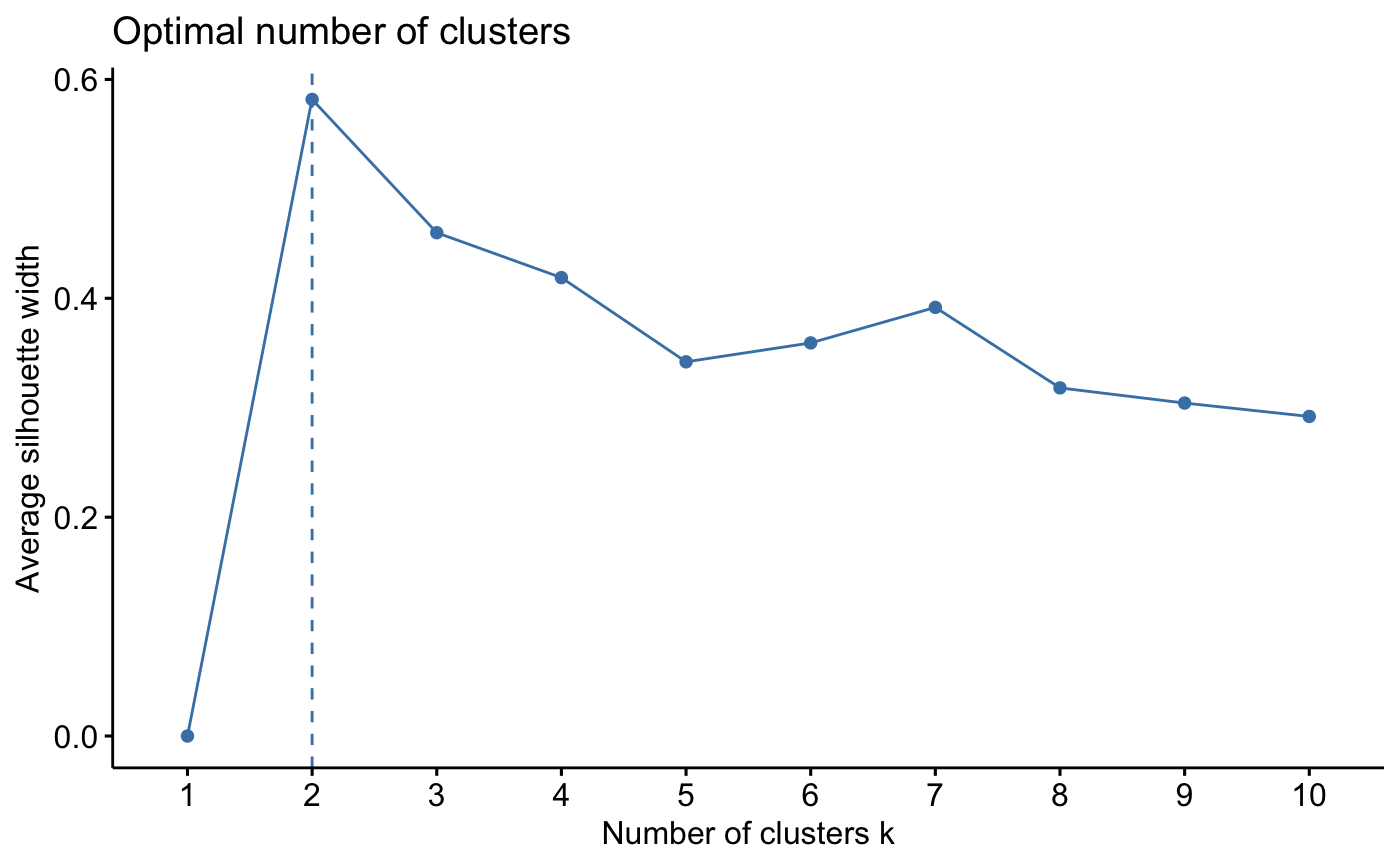 Optimal number of clusters
0.6
0.4
0.2
0.0
Average silhouette width
1 2 3 4 5 6 7 8 9 10
Number of clusters k